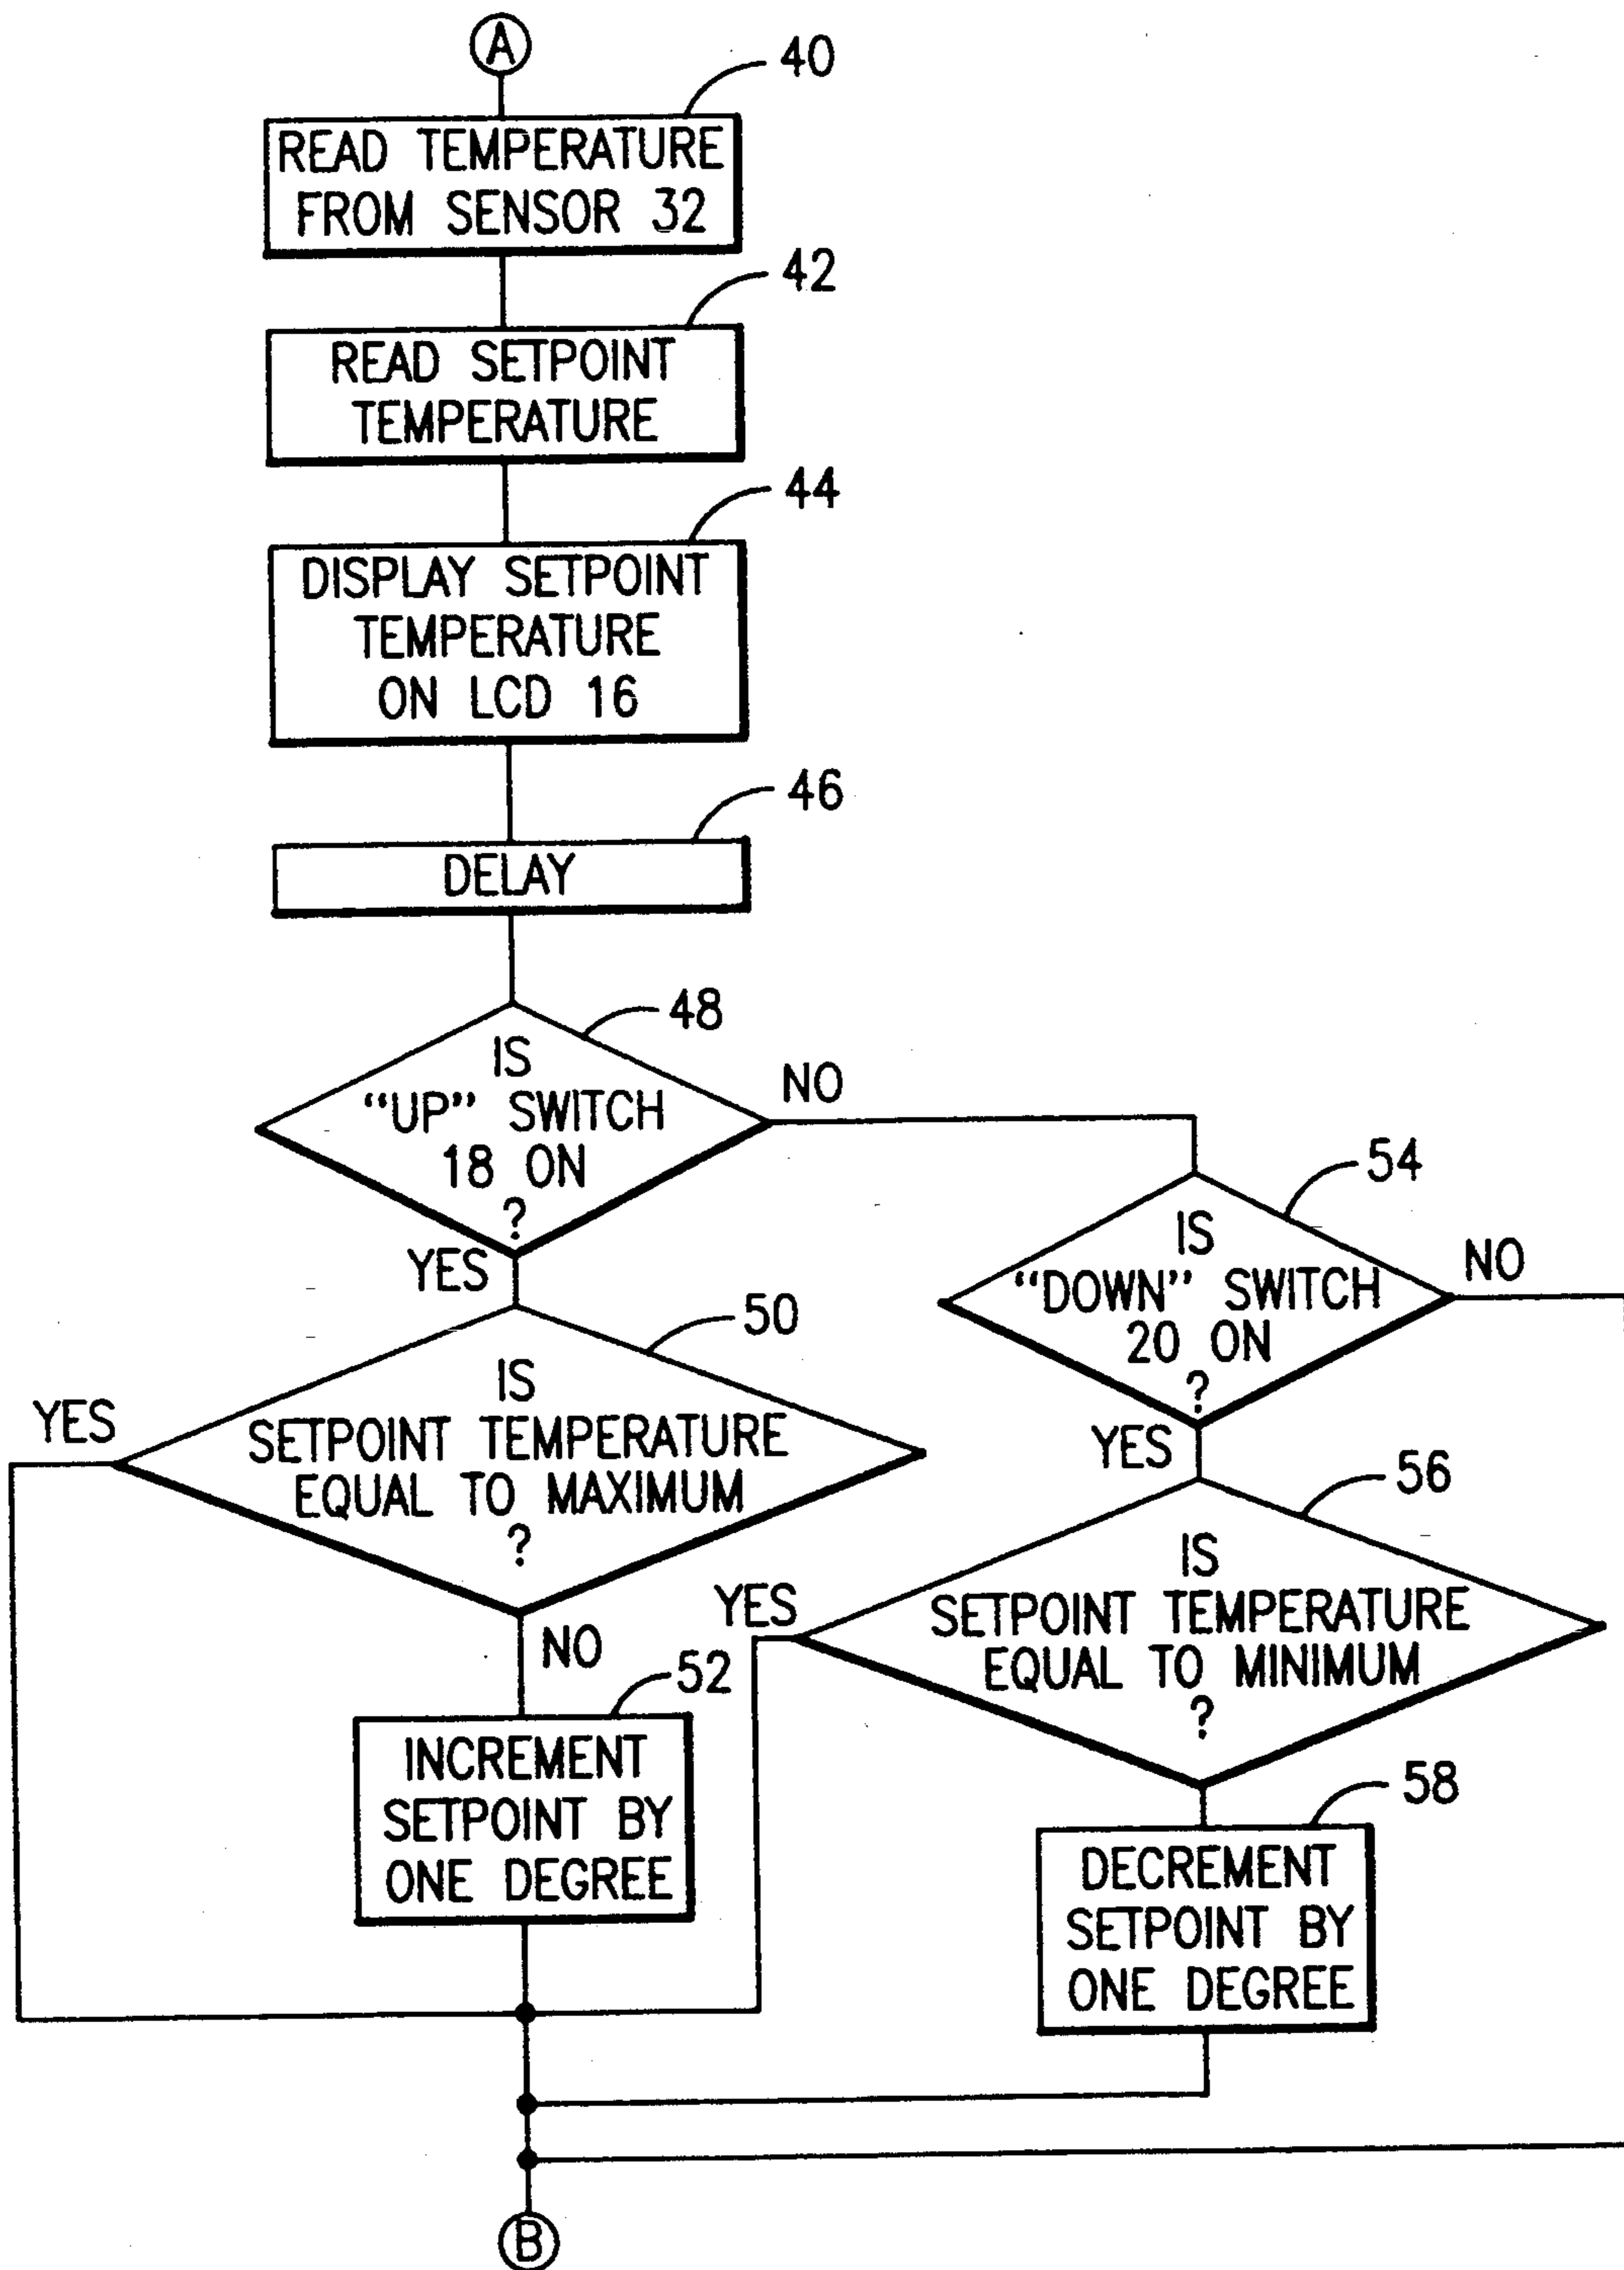 A
40
READ TEMPERATURE
FROM SENSOR 32
42
READ SETPOINT
TEMPERATURE
44
DISPLAY SETPOINT
TEMPERATURE
ON LCD 16
46
DELAY
48
IS
“UP” SWITCH
18 ON
?
NO
YES
54
IS
“DOWN” SWITCH
20 ON
?
NO
YES
50
IS
SETPOINT TEMPERATURE
EQUAL TO MAXIMUM
?
YES
NO
52
INCREMENT
SETPOINT BY
ONE DEGREE
56
IS
SETPOINT TEMPERATURE
EQUAL TO MINIMUM
?
YES
58
DECREMENT
SETPOINT BY
ONE DEGREE
B